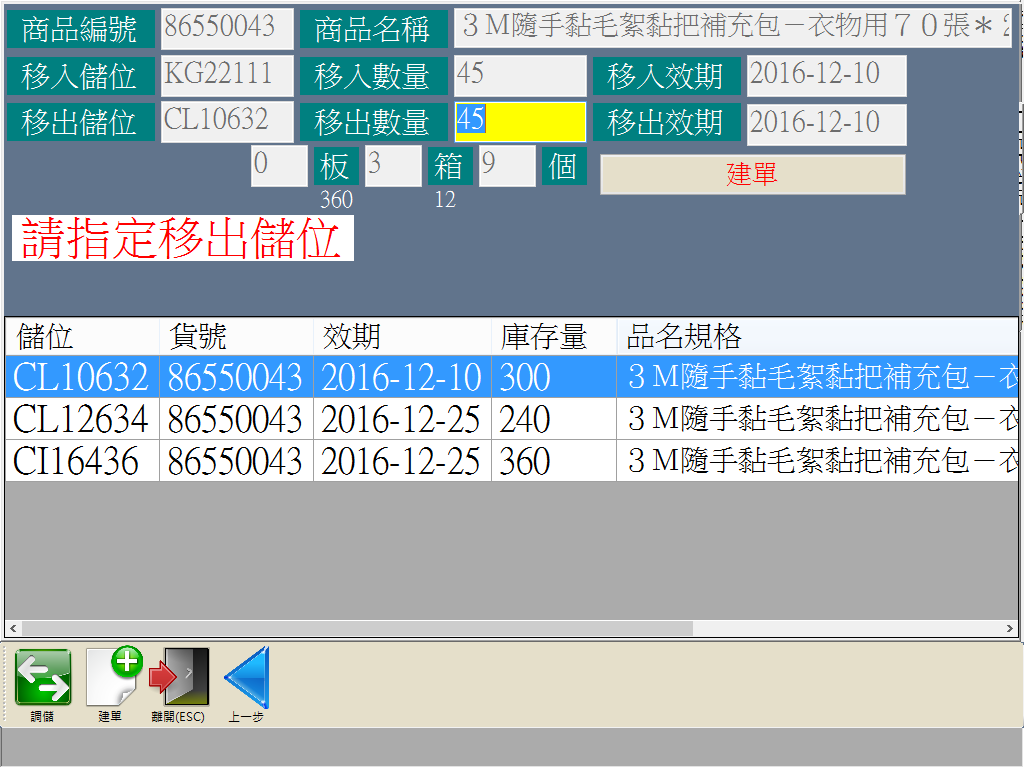 商品編號 86550043 商品名稱 ３Ｍ隨手黏毛絮黏把補充包－衣物用７０張＊
移入儲位 KG22111 移入數量 45 移入效期 2016-12-10
移出儲位 CL10632 移出數量 45 移出效期 2016-12-10
0 板 3 箱 9 個 建單
360 12
請指定移出儲位
儲位 貨號 效期 庫存量 品名規格
CL10632 86550043 2016-12-10 300 ３Ｍ隨手黏毛絮黏把補充包－衣
CL12634 86550043 2016-12-25 240 ３Ｍ隨手黏毛絮黏把補充包－衣
CI16436 86550043 2016-12-25 360 ３Ｍ隨手黏毛絮黏把補充包－衣
調儲 建單 離開(ESC) 上一步